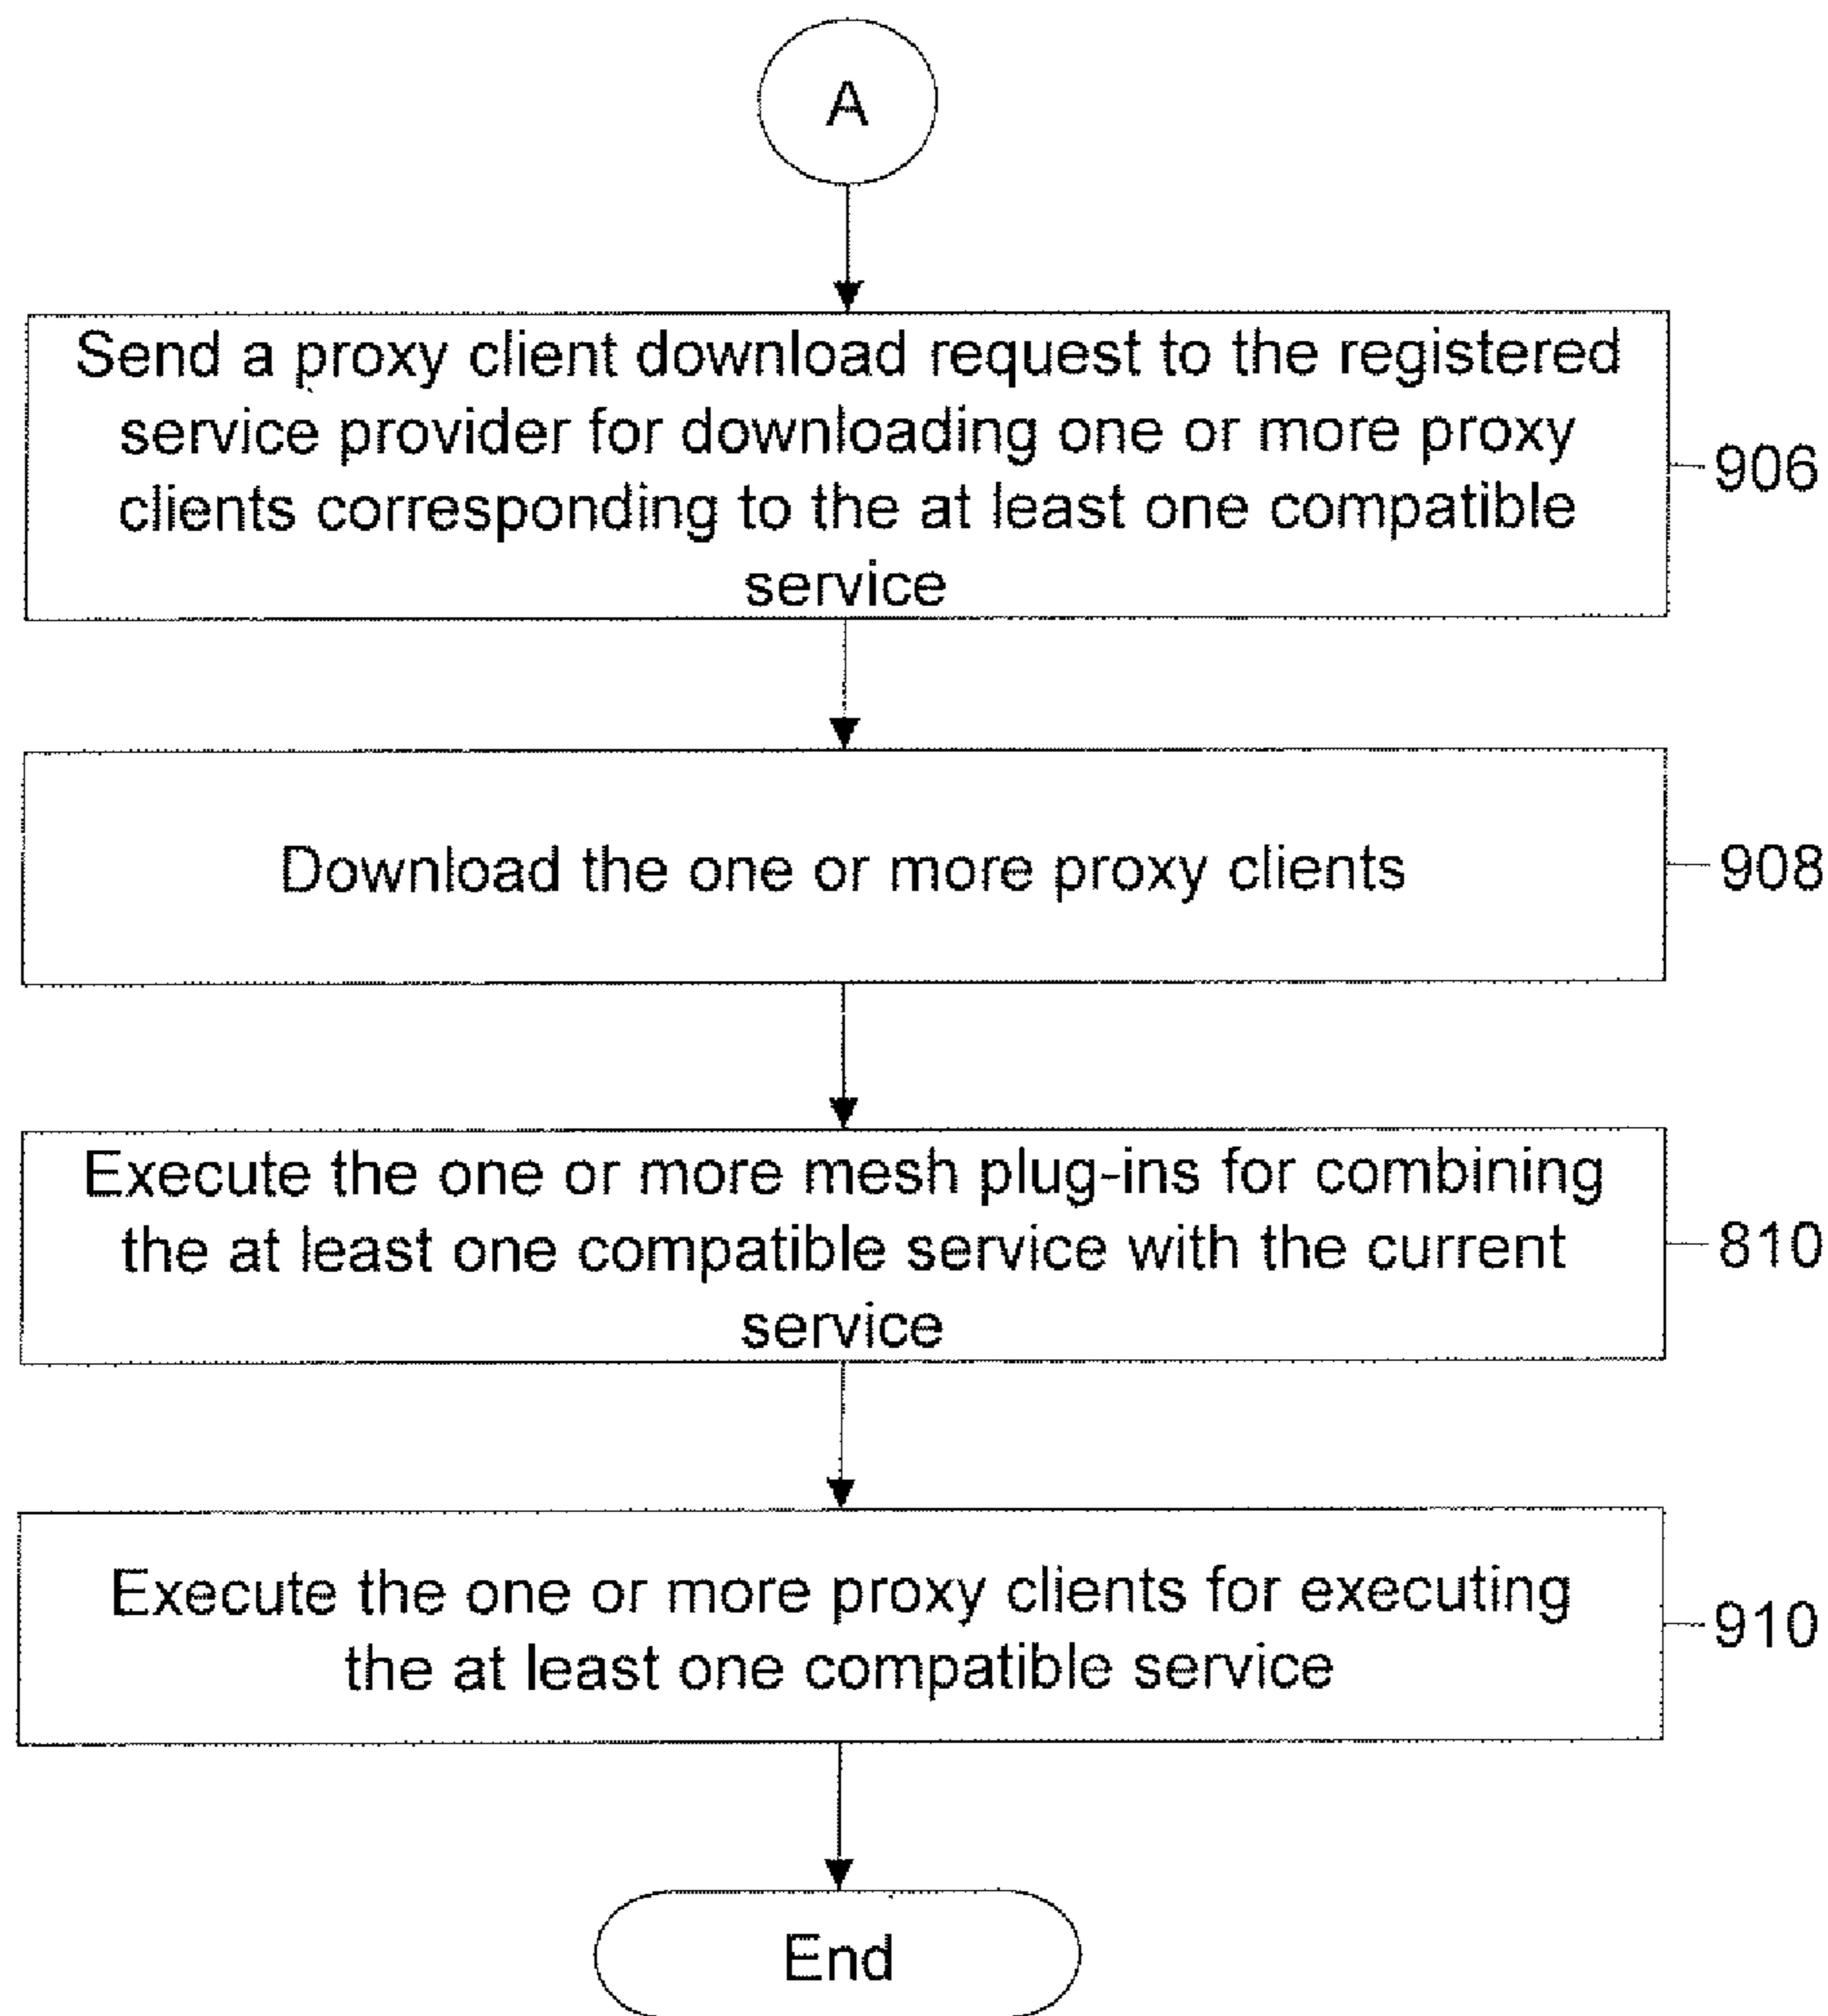 A
Send a proxy client download request to the registered
service provider for downloading one or more proxy
clients corresponding to the at least one compatible
service
906
Download the one or more proxy clients
908
Execute the one or more mesh plug-ins for combining
the at least one compatible service with the current
service
810
Execute the one or more proxy clients for executing
the at least one compatible service
910
End